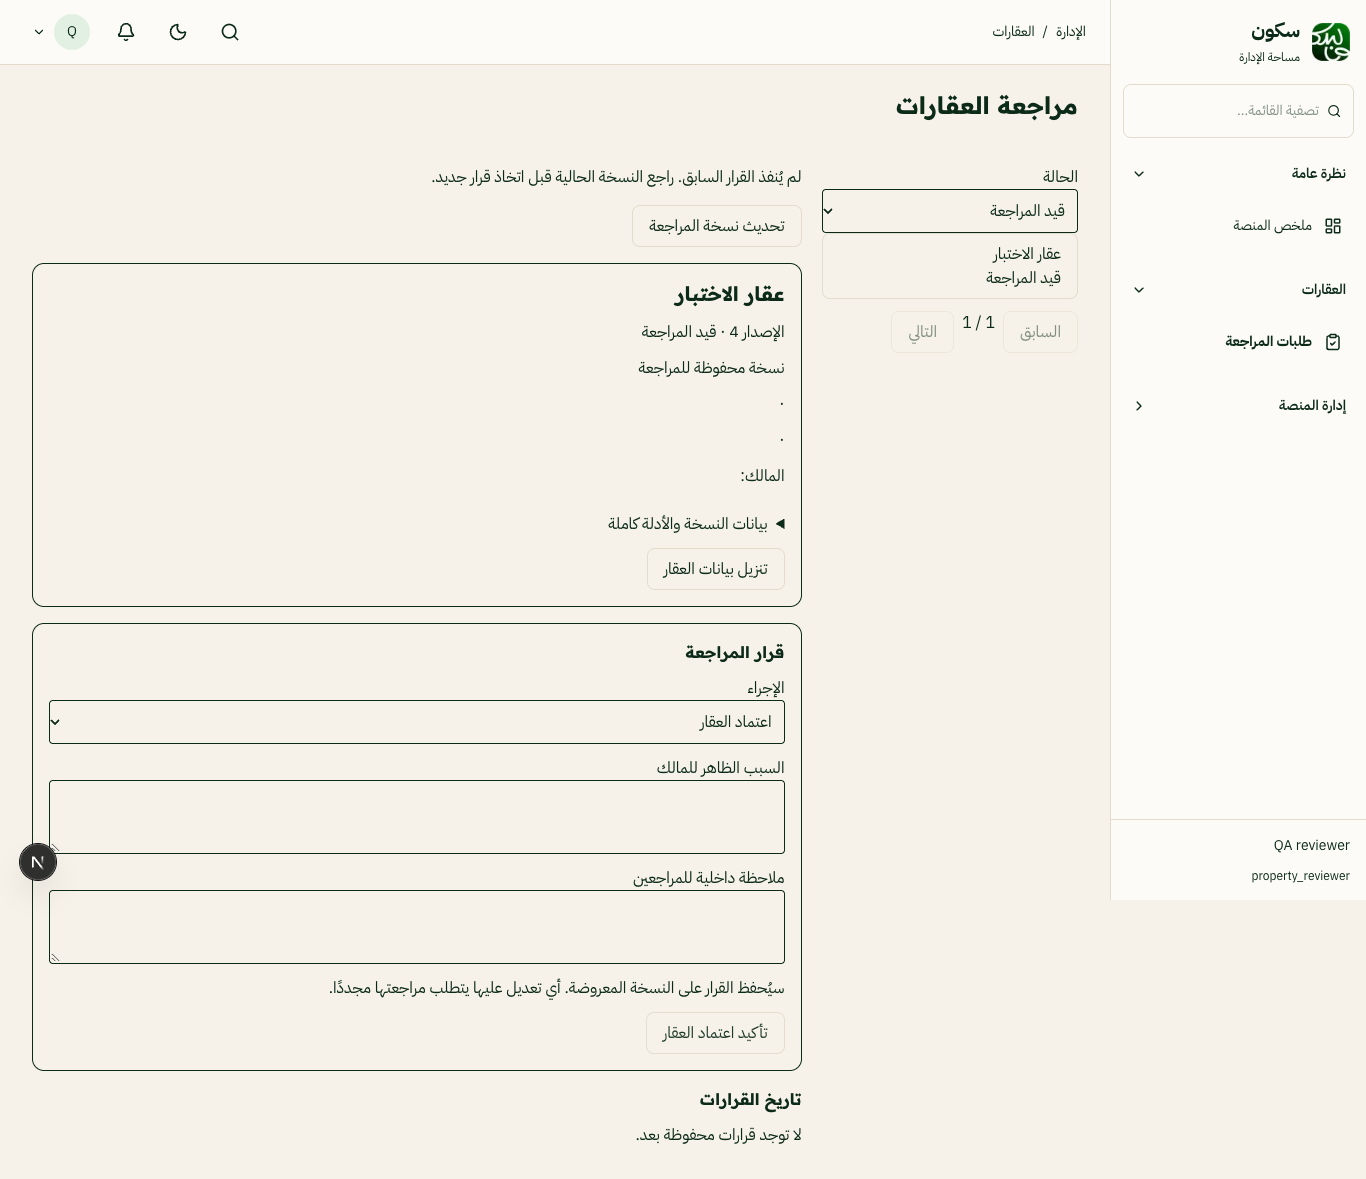 سكون
مساحة الإدارة
تصفية القائمة...
نظرة عامة
ملخص المنصة
العقارات
طلبات المراجعة
إدارة المنصة
QA reviewer
property_reviewer
الإدارة / العقارات
Q
مراجعة العقارات
الحالة
قيد المراجعة
عقار الاختبار
قيد المراجعة
السابق
1 / 1
التالي
لم يُنفذ القرار السابق. راجع النسخة الحالية قبل اتخاذ قرار جديد.
تحديث نسخة المراجعة
عقار الاختبار
الإصدار 4 · قيد المراجعة
نسخة محفوظة للمراجعة
·
·
المالك:
بيانات النسخة والأدلة كاملة
تنزيل بيانات العقار
قرار المراجعة
الإجراء
اعتماد العقار
السبب الظاهر للمالك
ملاحظة داخلية للمراجعين
سيُحفظ القرار على النسخة المعروضة. أي تعديل عليها يتطلب مراجعتها مجددًا.
تأكيد اعتماد العقار
تاريخ القرارات
لا توجد قرارات محفوظة بعد.
N